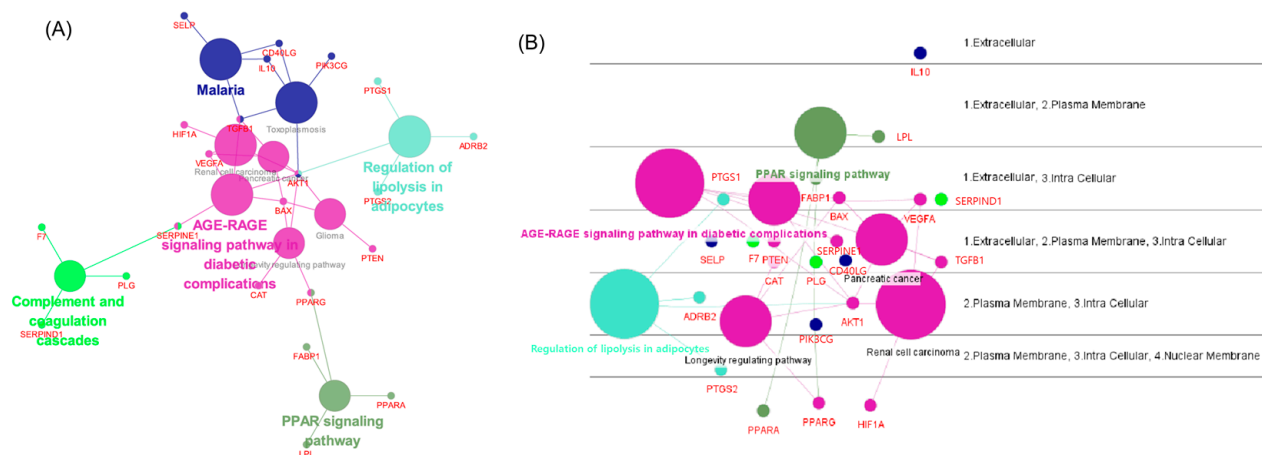 (A)
SELP
CD40LG
IL10
PIK3CG
Malaria
PTGS1
TGFB1
Toxoplasmosis
HIF1A
ADRB2
VEGFA
Renal cell carcinoma
Pancreatic cancer
AKT1
Regulation of
lipolysis in
adipocytes
PTGS2
BAX
AGE-RAGE
signaling pathway in
diabetic
complications
SERPINE1
F7
Glioma
PTEN
evity regulating pathway
PLG
CAT
PPARG
Complement and
coagulation
cascades
SERPIND1
FABP1
PPARA
PPAR signaling
pathway
LPL
(B)
1.Extracellular
IL10
1.Extracellular, 2.Plasma Membrane
LPL
PPAR signaling pathway
PTGS1
1.Extracellular, 3.Intra Cellular
FABP1
SERPIND1
BAX
VEGFA
AGE-RAGE signaling pathway in diabetic complications
1.Extracellular, 2.Plasma Membrane, 3.Intra Cellular
SERPINE1
SELP
F7
PTEN
CD40LG
TGFB1
CAT
PLG
Pancreatic cancer
2.Plasma Membrane, 3.Intra Cellular
ADRB2
AKT1
PIK3CG
Regulation of lipolysis in adipocytes
Longevity regulating pathway
Renal cell carcinoma
2.Plasma Membrane, 3.Intra Cellular, 4.Nuclear Membrane
PTGS2
PPARA
PPARG
HIF1A